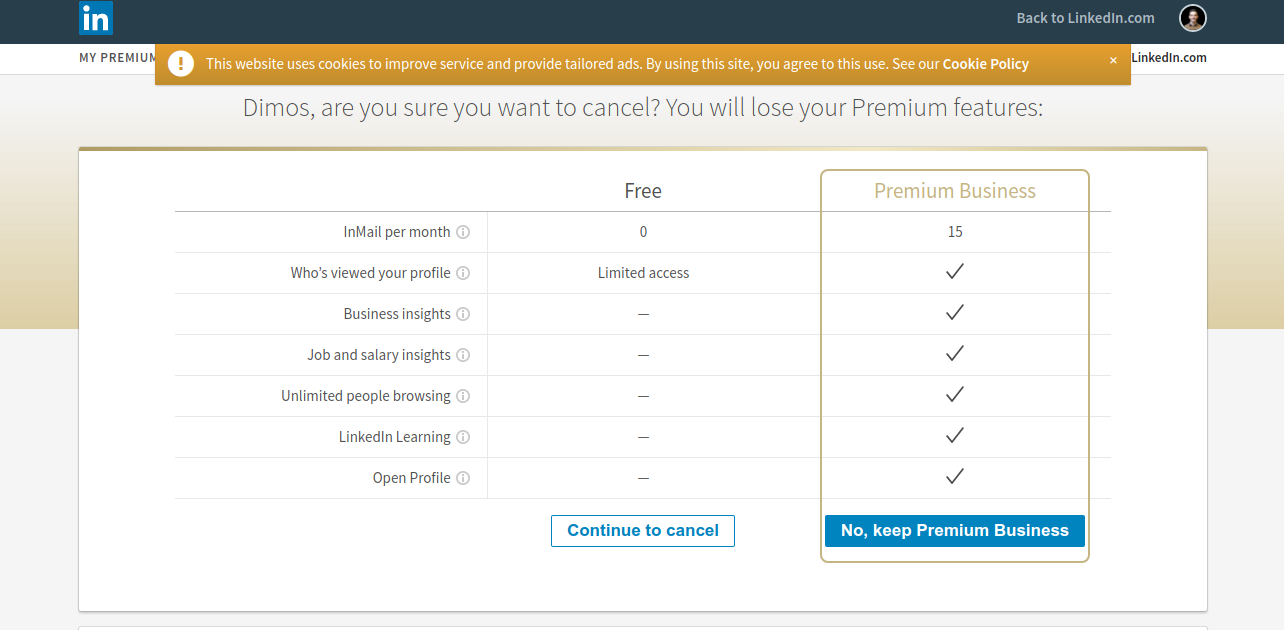 in
Back to LinkedIn.com
MY PREMIUM
This website uses cookies to improve service and provide tailored ads. By using this site, you agree to this use. See our Cookie Policy
×
LinkedIn.com
Dimos, are you sure you want to cancel? You will lose your Premium features:
Free Premium Business
InMail per month 0 15
Who's viewed your profile Limited access
Business insights —
Job and salary insights —
Unlimited people browsing —
LinkedIn Learning —
Open Profile —
Continue to cancel No, keep Premium Business